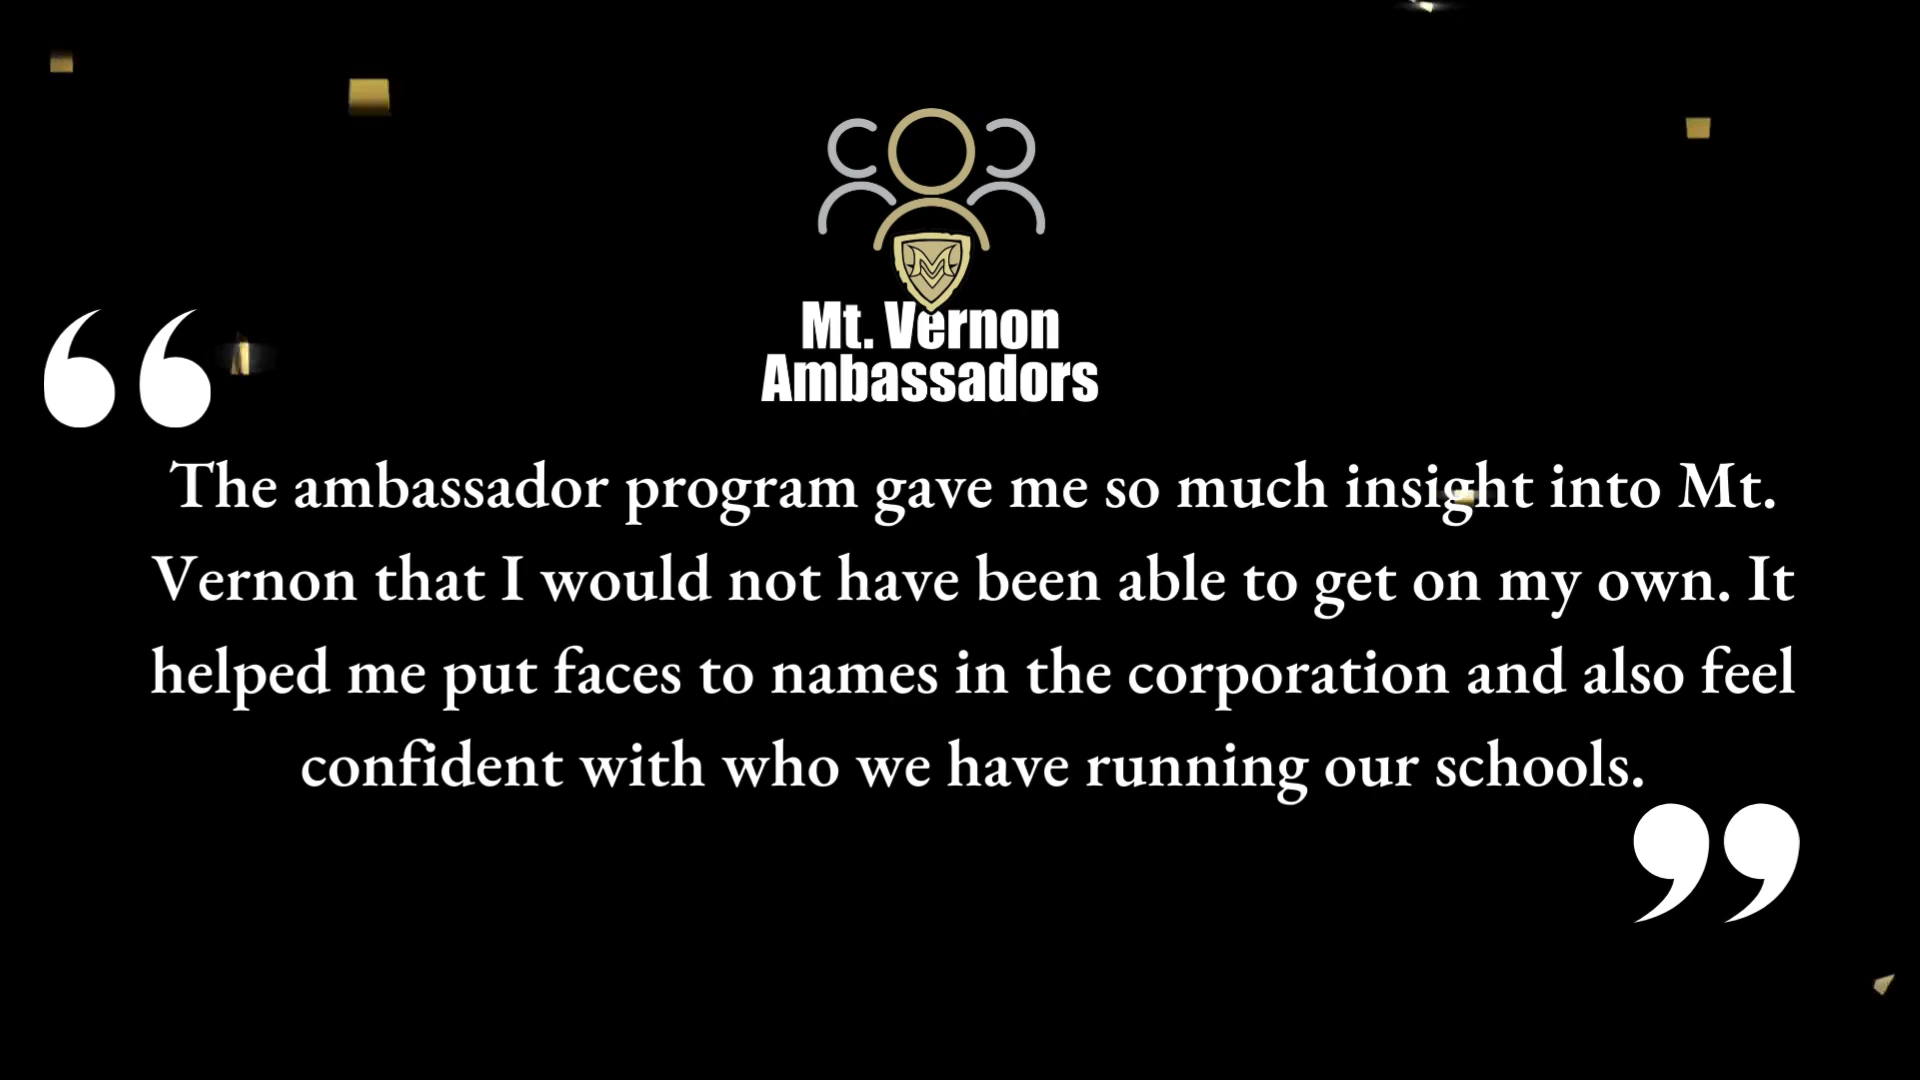 Mt. Vernon
Ambassadors
“
The ambassador program gave me so much insight into Mt.
Vernon that I would not have been able to get on my own. It
helped me put faces to names in the corporation and also feel
confident with who we have running our schools.
”